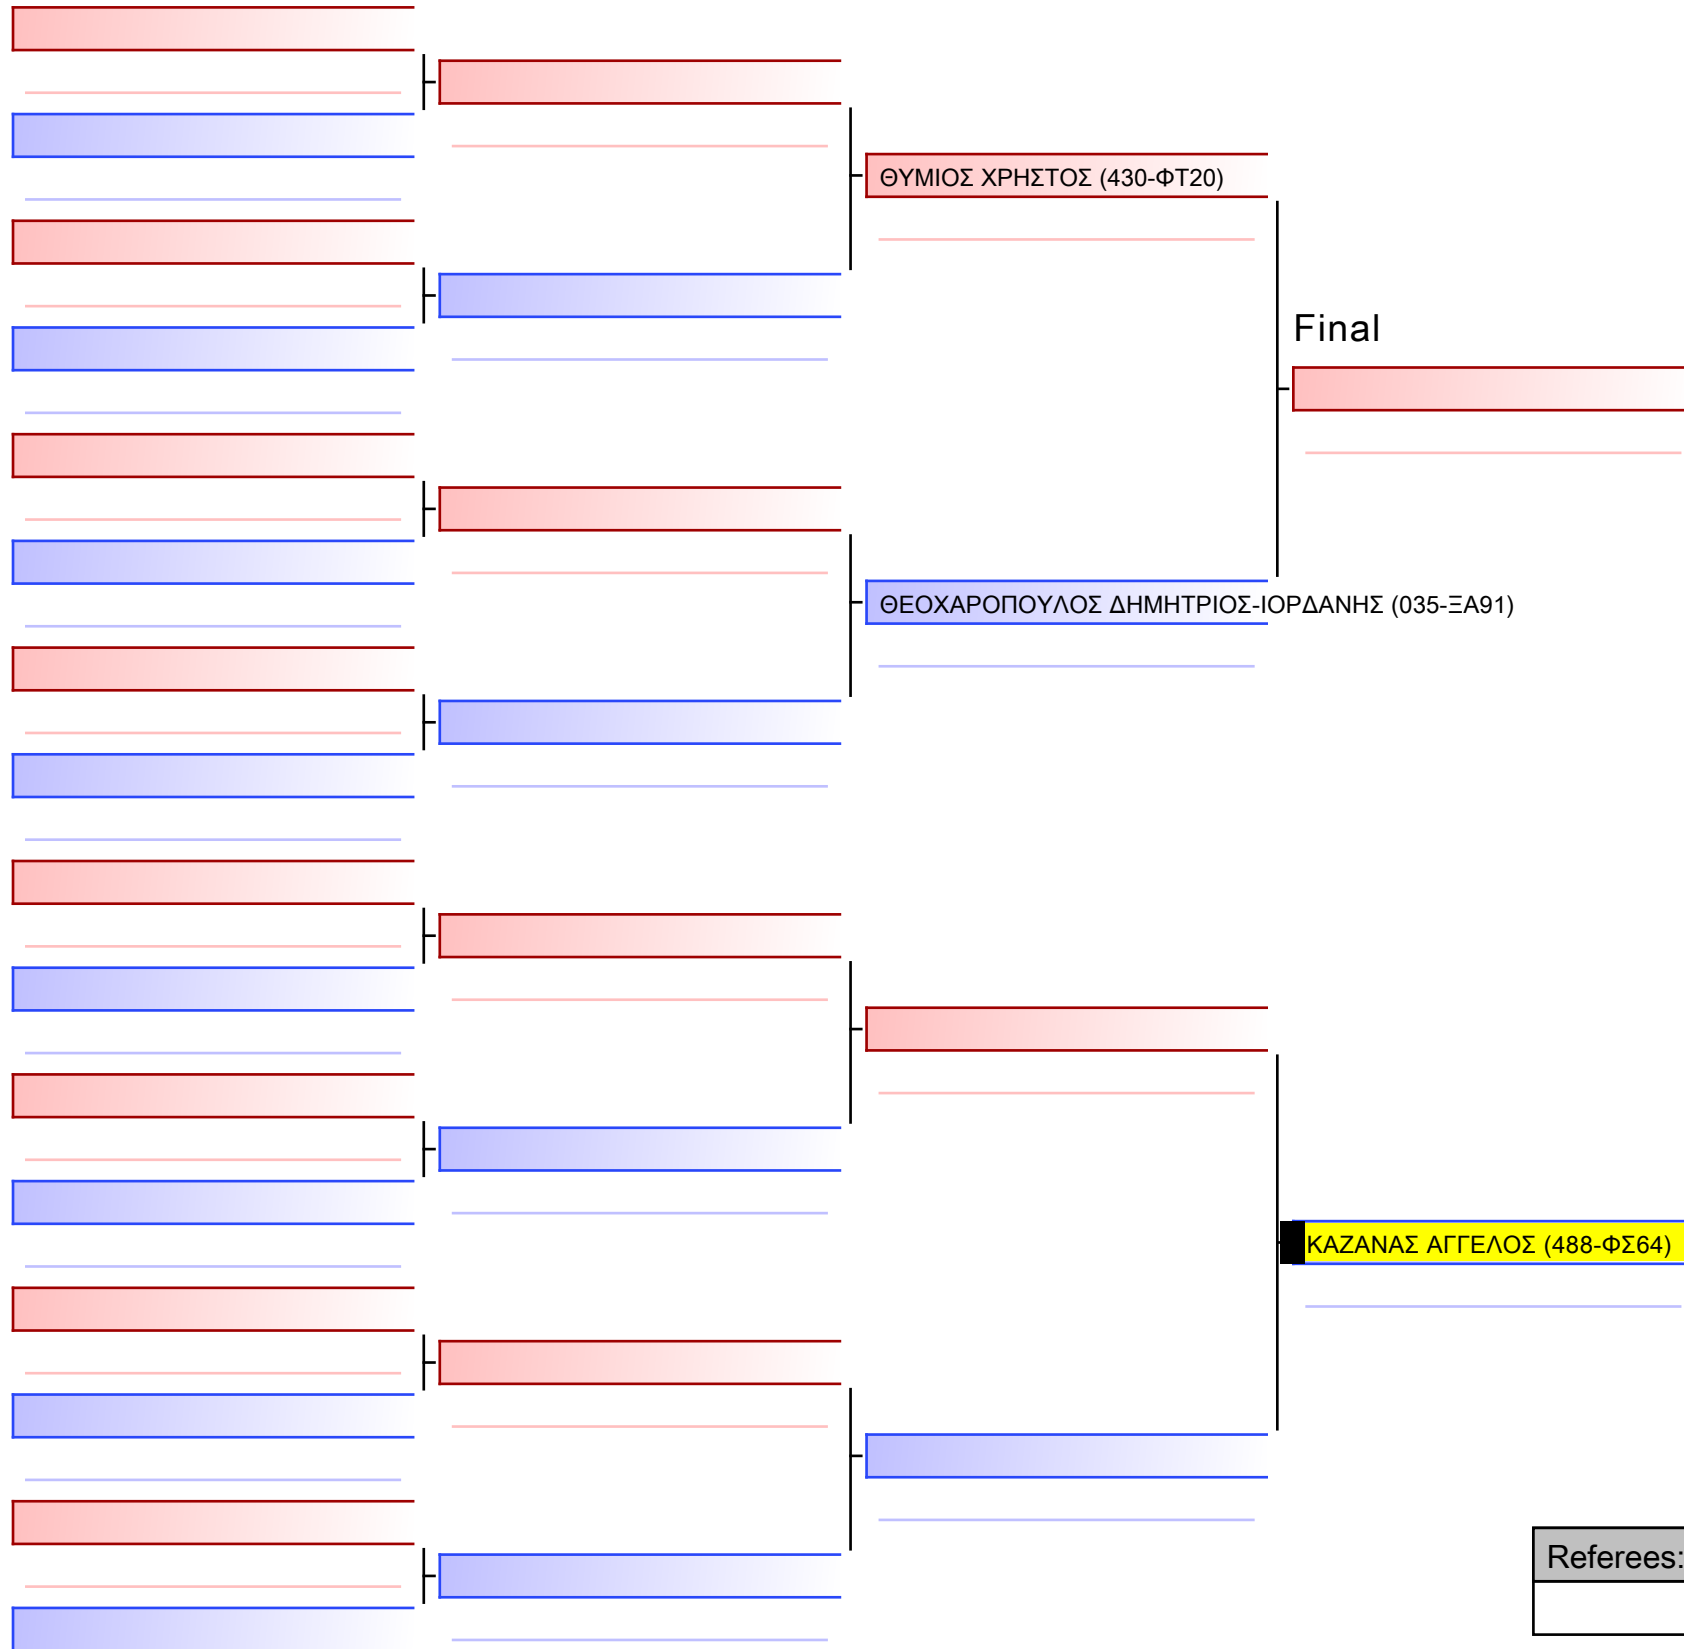 ΘΥΜΙΟΣ ΧΡΗΣΤΟΣ (430-ΦΤ20)
Final
ΘΕΟΧΑΡΟΠΟΥΛΟΣ ΔΗΜΗΤΡΙΟΣ-ΙΟΡΔΑΝΗΣ (035-ΞΑ91)
ΚΑΖΑΝΑΣ ΑΓΓΕΛΟΣ (488-ΦΣ64)
Referees: